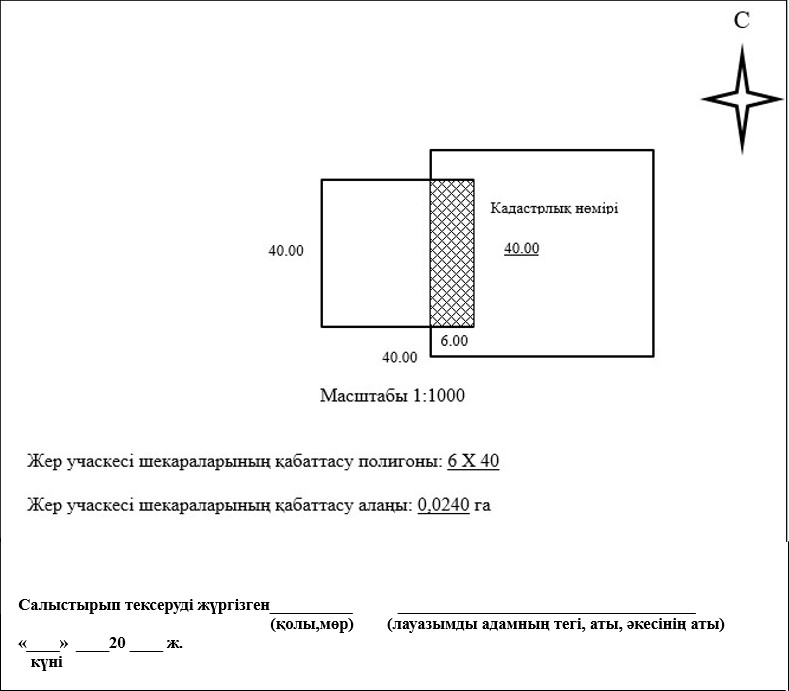 С
Кадастрлық нөмірі
40.00
40.00
6.00
40.00
Масштабы 1:1000
Жер учаскесі шекараларының қабаттасу полигоны: 6 Х 40
Жер учаскесі шекараларының қабаттасу алаңы: 0,0240 га
Салыстырып тексеруді жүргізген__________ ____________________________________
(қолы,мөр) (лауазымды адамның тегі, аты, әкесінің аты)
«____» ____20 ____ ж.
күні